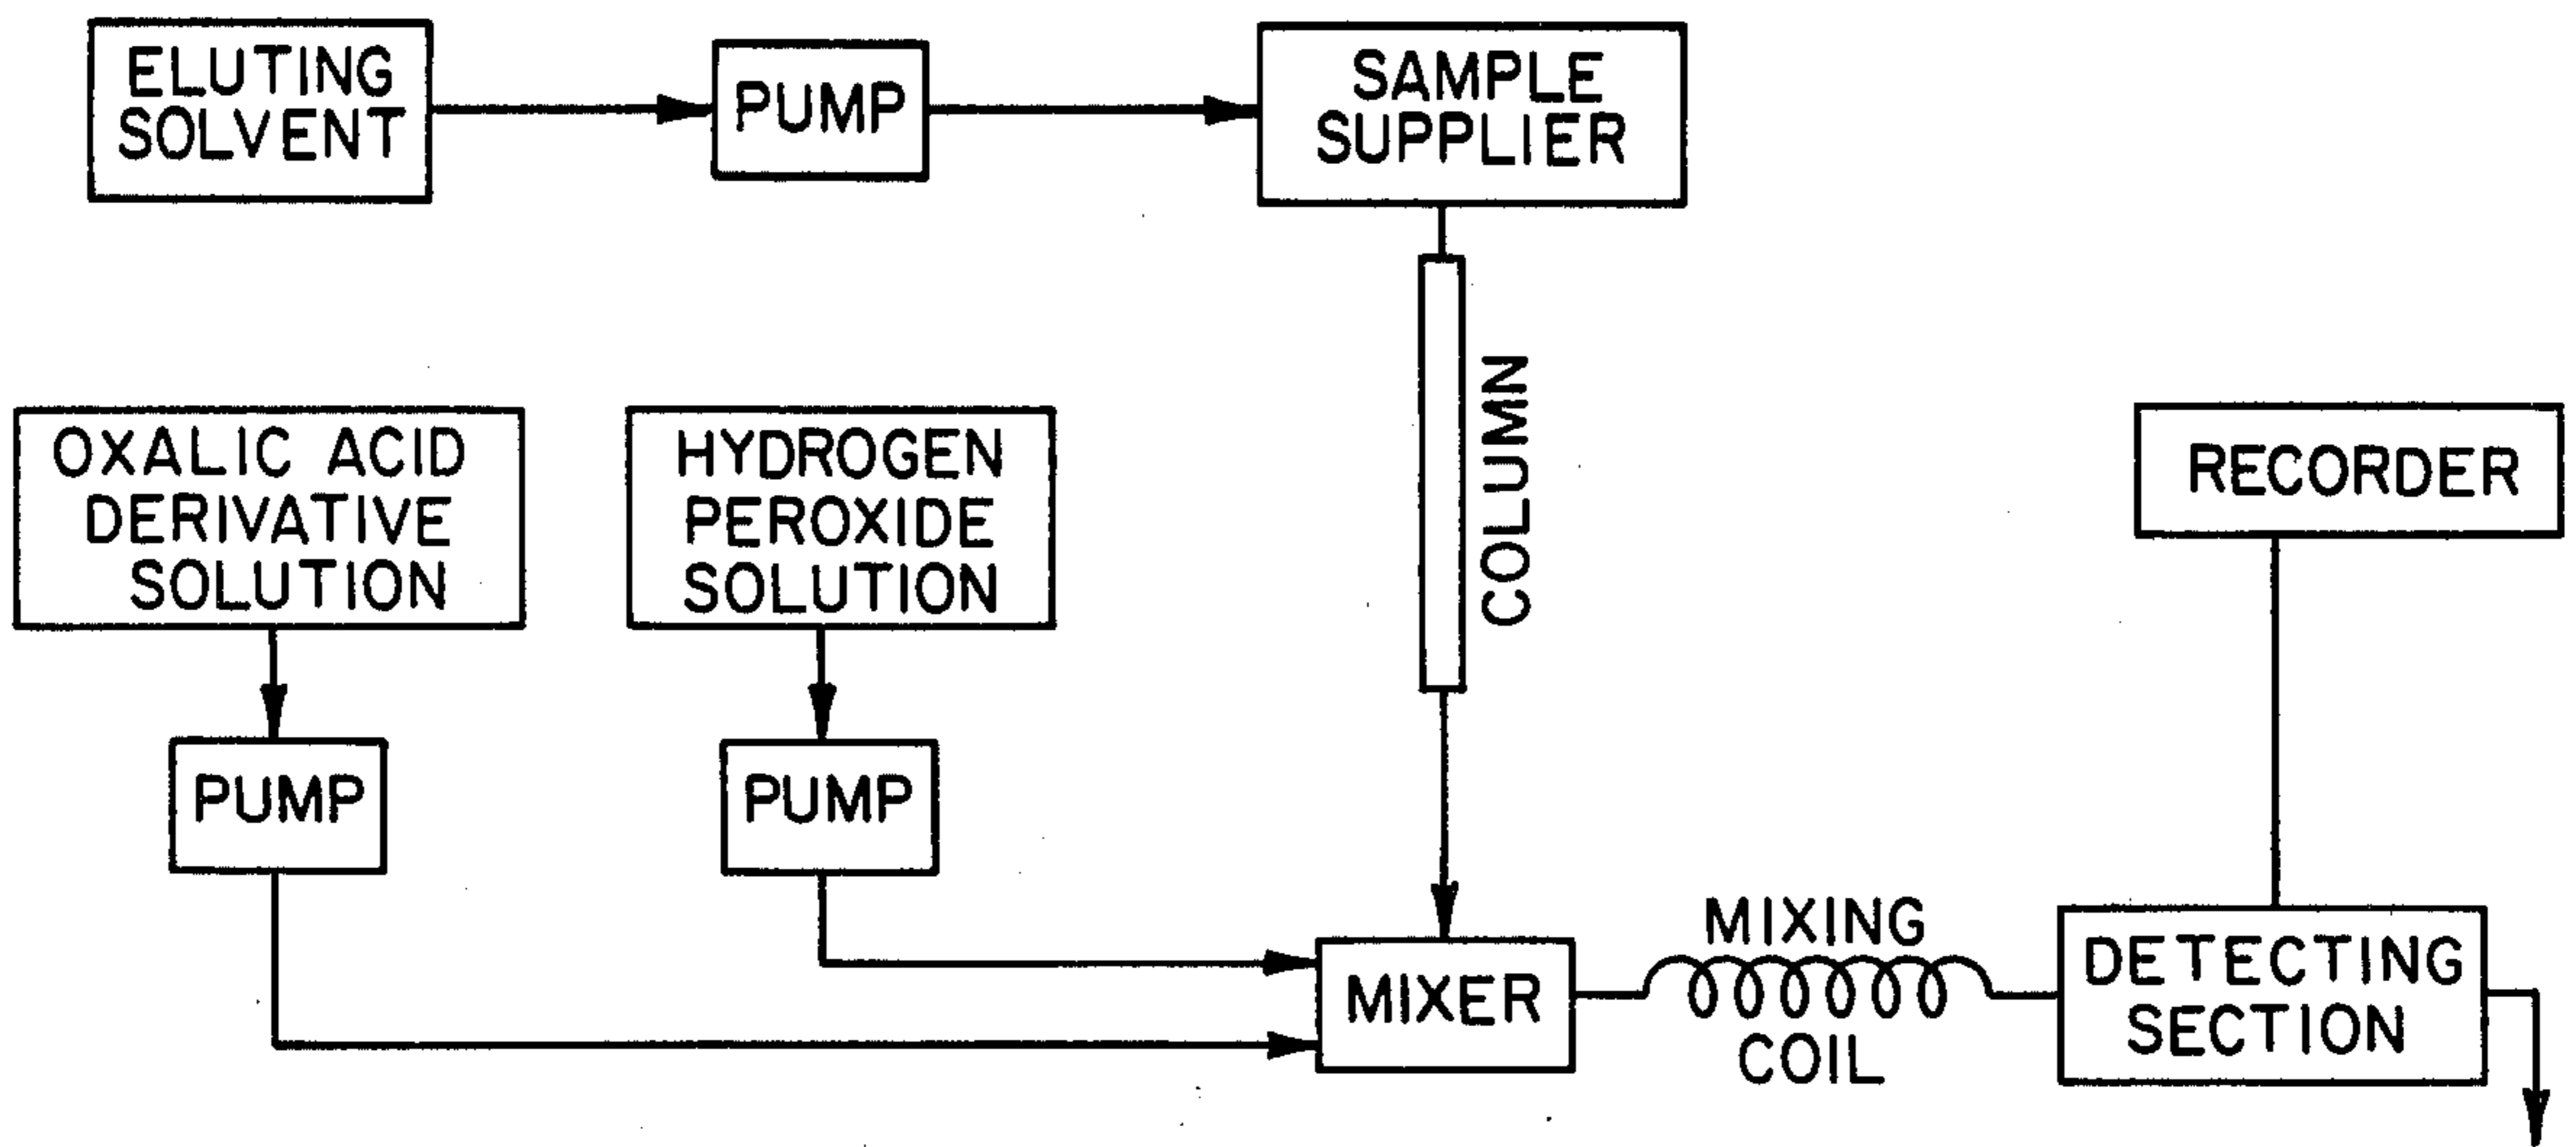 ELUTING
SOLVENT
PUMP
SAMPLE
SUPPLIER
COLUMN
OXALIC ACID
DERIVATIVE
SOLUTION
HYDROGEN
PEROXIDE
SOLUTION
RECORDER
PUMP
PUMP
MIXER
MIXING
COIL
DETECTING
SECTION